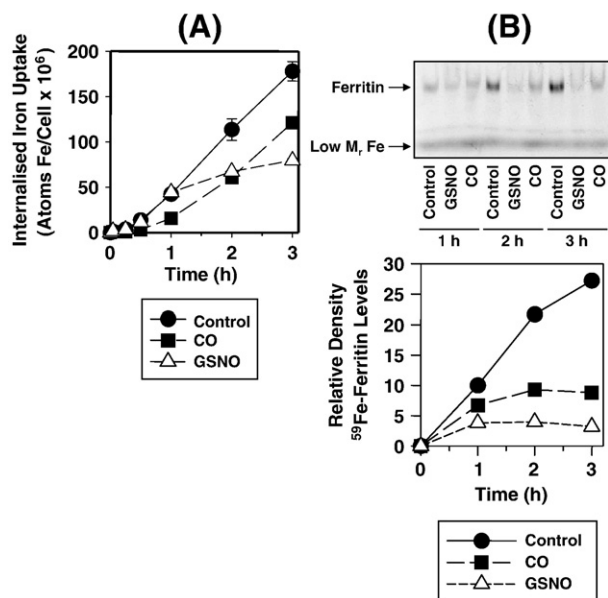 (A)
Internalised Iron Uptake
(Atoms Fe/Cell x 10⁶)
200
150
100
50
0
0 1 2 3
Time (h)
Control
CO
GSNO
(B)
Ferritin
Low Mᵣ Fe
Control
GSNO
CO
Control
GSNO
CO
Control
GSNO
CO
1 h 2 h 3 h
Relative Density
⁵⁹Fe-Ferritin Levels
30
25
20
15
10
5
0
0 1 2 3
Time (h)
Control
CO
GSNO